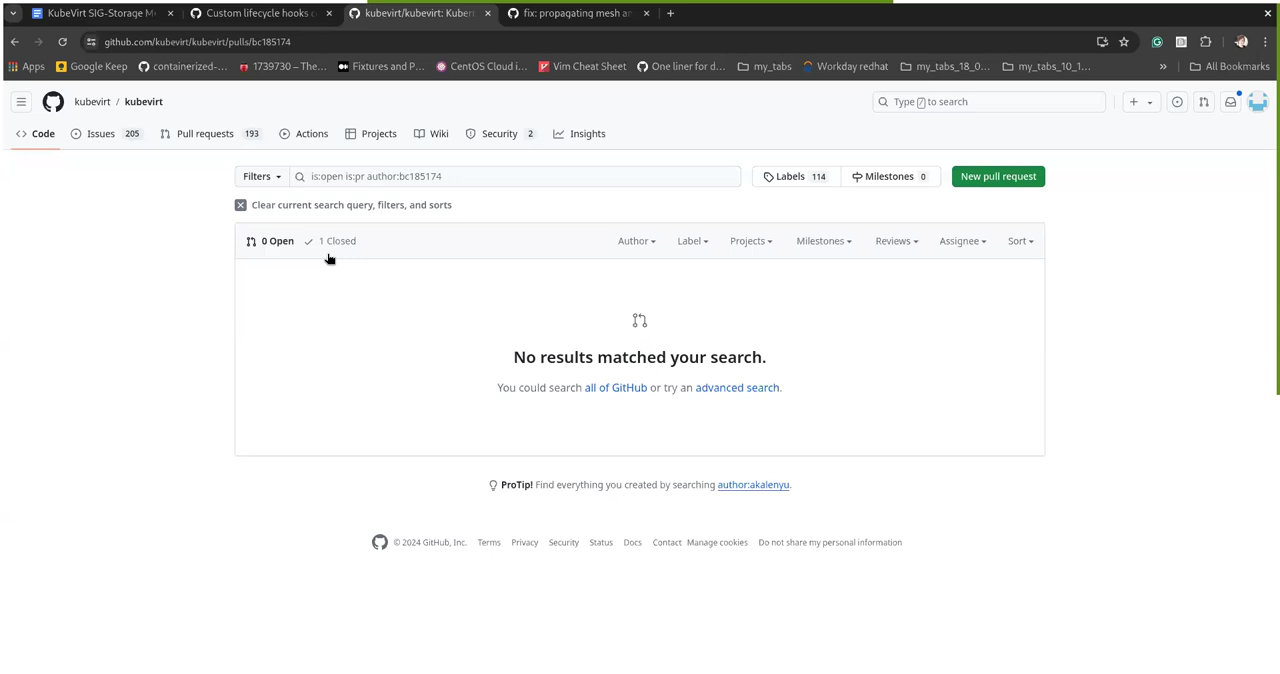 KubeVirt SIG-Storage M
Custom lifecycle hooks
kubevirt/kubevirt: Kuber
fix: propagating mesh an
github.com/kubevirt/kubevirt/pulls/bc185174
Apps
Google Keep
containerized-...
1739730 – The...
Fixtures and P...
CentOS Cloud i...
Vim Cheat Sheet
One liner for d...
my_tabs
Workday redhat
my_tabs_18_0...
my_tabs_10_1...
»
All Bookmarks
kubevirt / kubevirt
Type / to search
Code
Issues 205
Pull requests 193
Actions
Projects
Wiki
Security 2
Insights
Filters
is:open is:pr author:bc185174
Labels 114
Milestones 0
New pull request
Clear current search query, filters, and sorts
0 Open
1 Closed
Author
Label
Projects
Milestones
Reviews
Assignee
Sort
No results matched your search.
You could search all of GitHub or try an advanced search.
ProTip! Find everything you created by searching author:akalenyu.
© 2024 GitHub, Inc. Terms Privacy Security Status Docs Contact Manage cookies Do not share my personal information